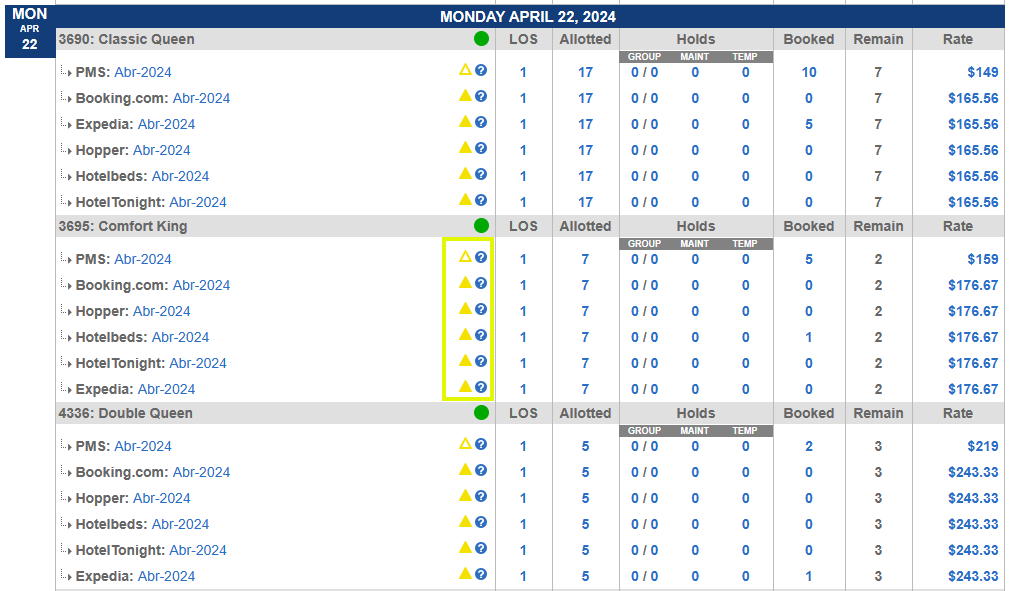 MON MONDAY APRIL 22, 2024
APR
22
3690: Classic Queen LOS Allotted Holds Booked Remain Rate
GROUP MAINT TEMP
PMS: Abr-2024 ? 1 17 0 / 0 0 0 10 7 $149
Booking.com: Abr-2024 ? 1 17 0 / 0 0 0 0 7 $165.56
Expedia: Abr-2024 ? 1 17 0 / 0 0 0 5 7 $165.56
Hopper: Abr-2024 ? 1 17 0 / 0 0 0 0 7 $165.56
Hotelbeds: Abr-2024 ? 1 17 0 / 0 0 0 0 7 $165.56
HotelTonight: Abr-2024 ? 1 17 0 / 0 0 0 0 7 $165.56
3695: Comfort King LOS Allotted Holds Booked Remain Rate
GROUP MAINT TEMP
PMS: Abr-2024 ? 1 7 0 / 0 0 0 5 2 $159
Booking.com: Abr-2024 ? 1 7 0 / 0 0 0 0 2 $176.67
Hopper: Abr-2024 ? 1 7 0 / 0 0 0 0 2 $176.67
Hotelbeds: Abr-2024 ? 1 7 0 / 0 0 0 1 2 $176.67
HotelTonight: Abr-2024 ? 1 7 0 / 0 0 0 0 2 $176.67
Expedia: Abr-2024 ? 1 7 0 / 0 0 0 0 2 $176.67
4336: Double Queen LOS Allotted Holds Booked Remain Rate
GROUP MAINT TEMP
PMS: Abr-2024 ? 1 5 0 / 0 0 0 2 3 $219
Booking.com: Abr-2024 ? 1 5 0 / 0 0 0 0 3 $243.33
Hopper: Abr-2024 ? 1 5 0 / 0 0 0 0 3 $243.33
Hotelbeds: Abr-2024 ? 1 5 0 / 0 0 0 0 3 $243.33
HotelTonight: Abr-2024 ? 1 5 0 / 0 0 0 0 3 $243.33
Expedia: Abr-2024 ? 1 5 0 / 0 0 0 1 3 $243.33